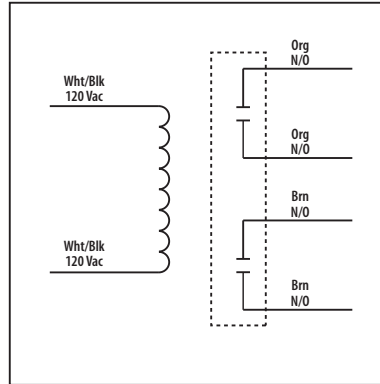 Wht/Blk
120 Vac
Wht/Blk
120 Vac
Org
N/O
Org
N/O
Brn
N/O
Brn
N/O